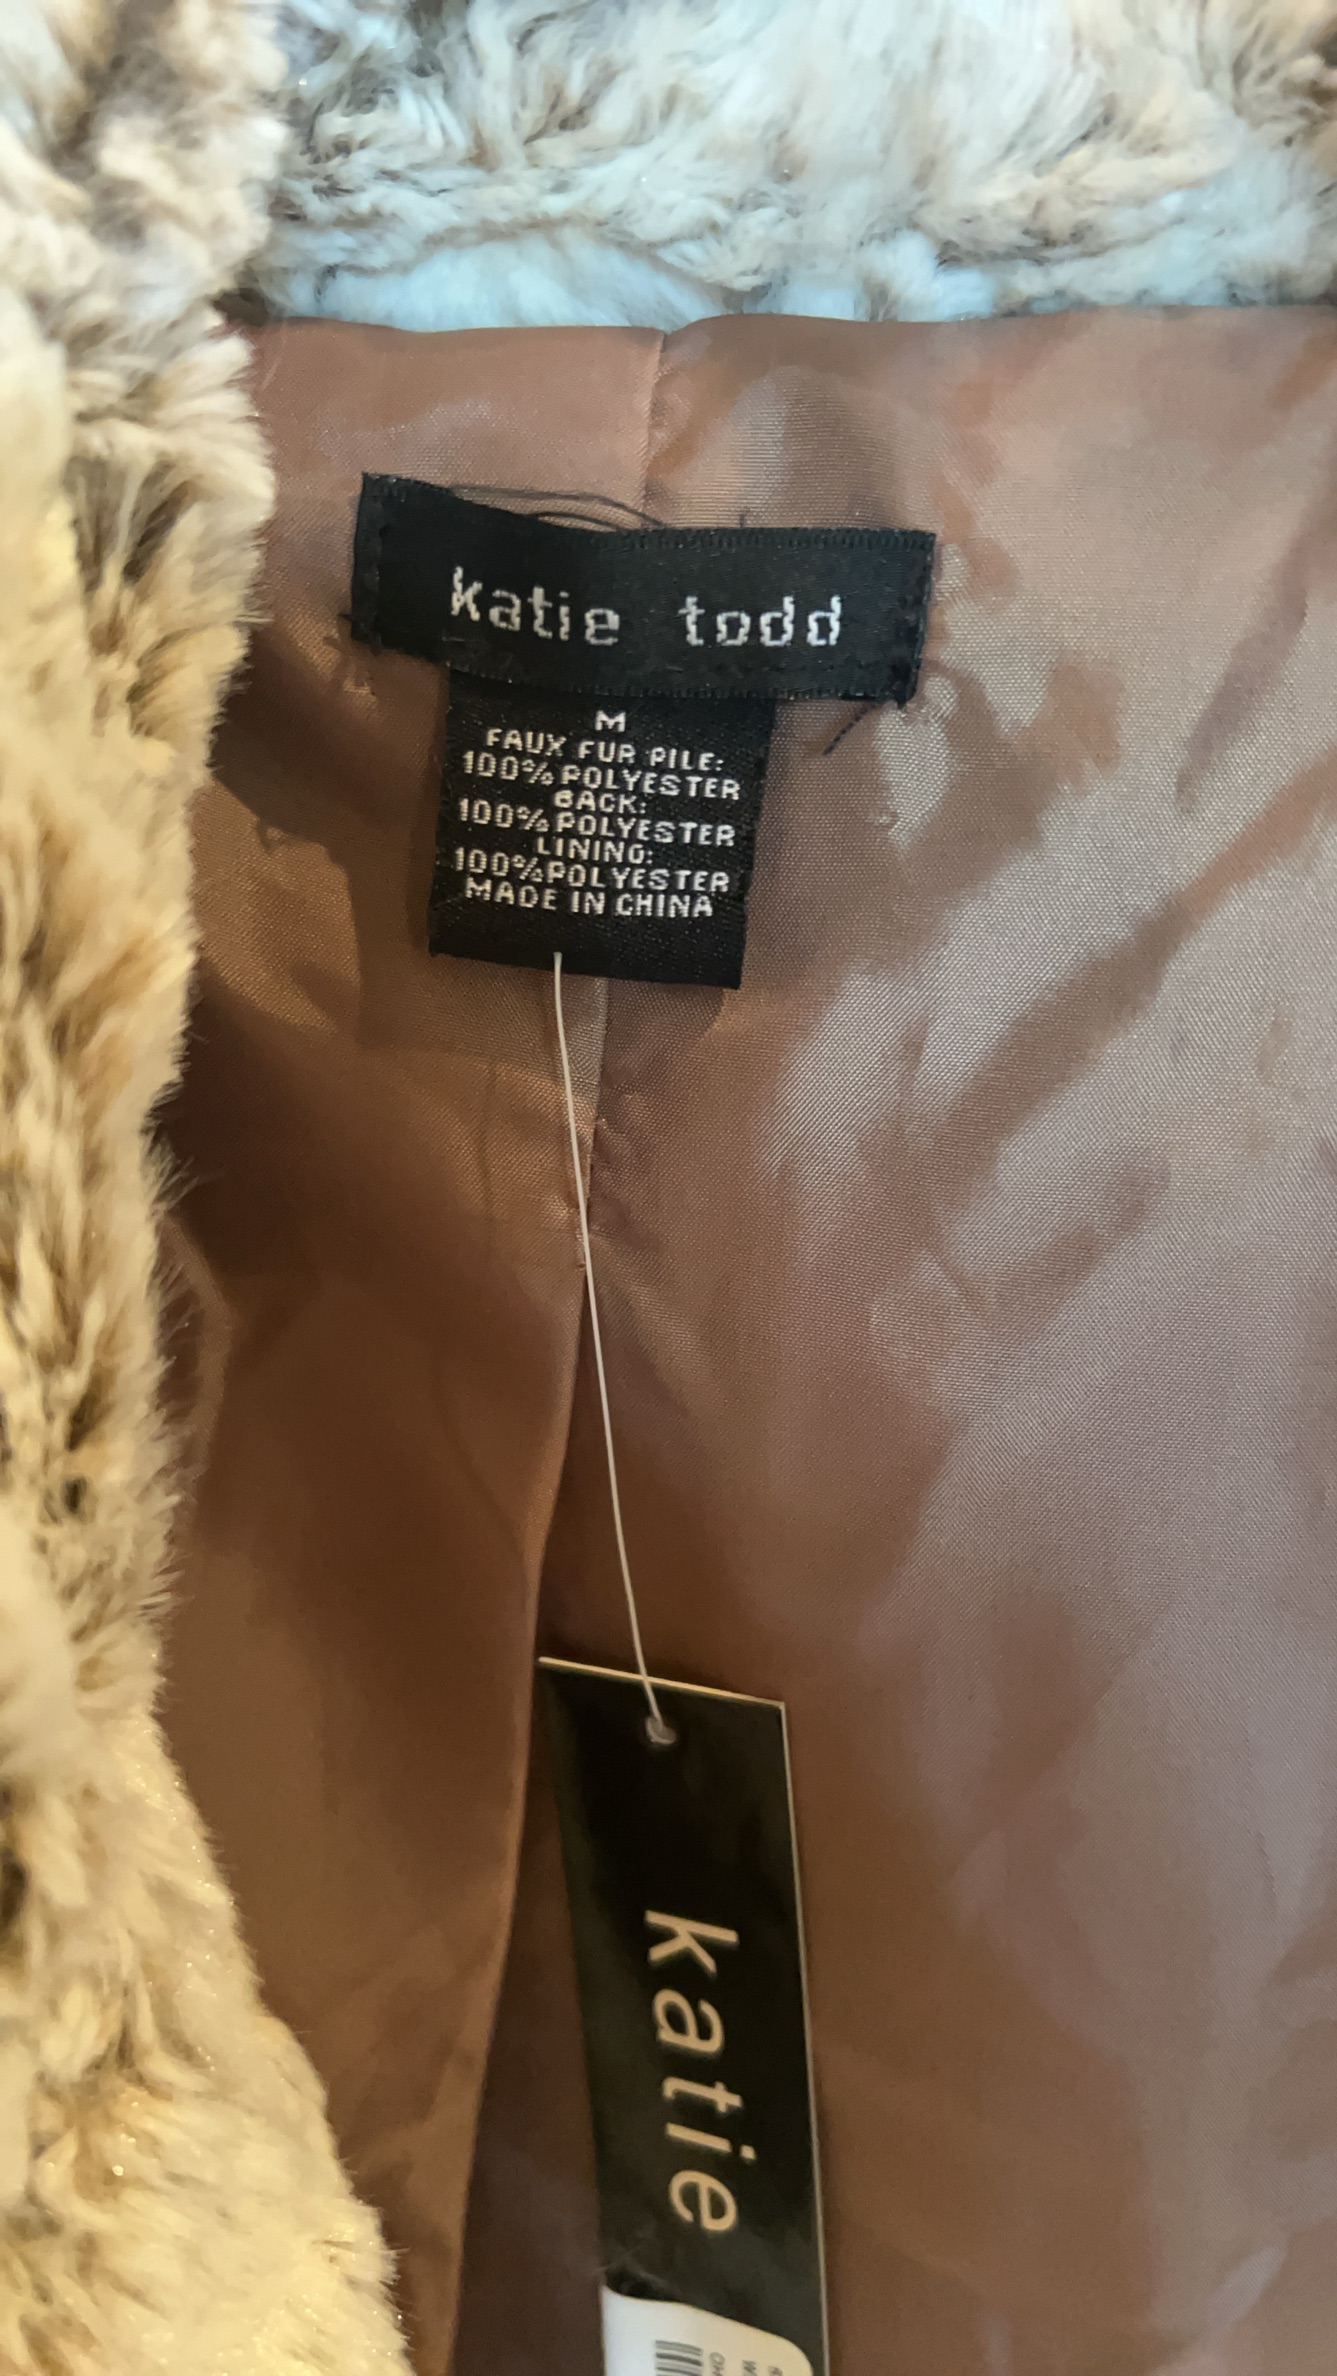 katie todd
M
FAUX FUR PILE:
100% POLYESTER
BACK:
100% POLYESTER
LINING:
100% POLYESTER
MADE IN CHINA
katie